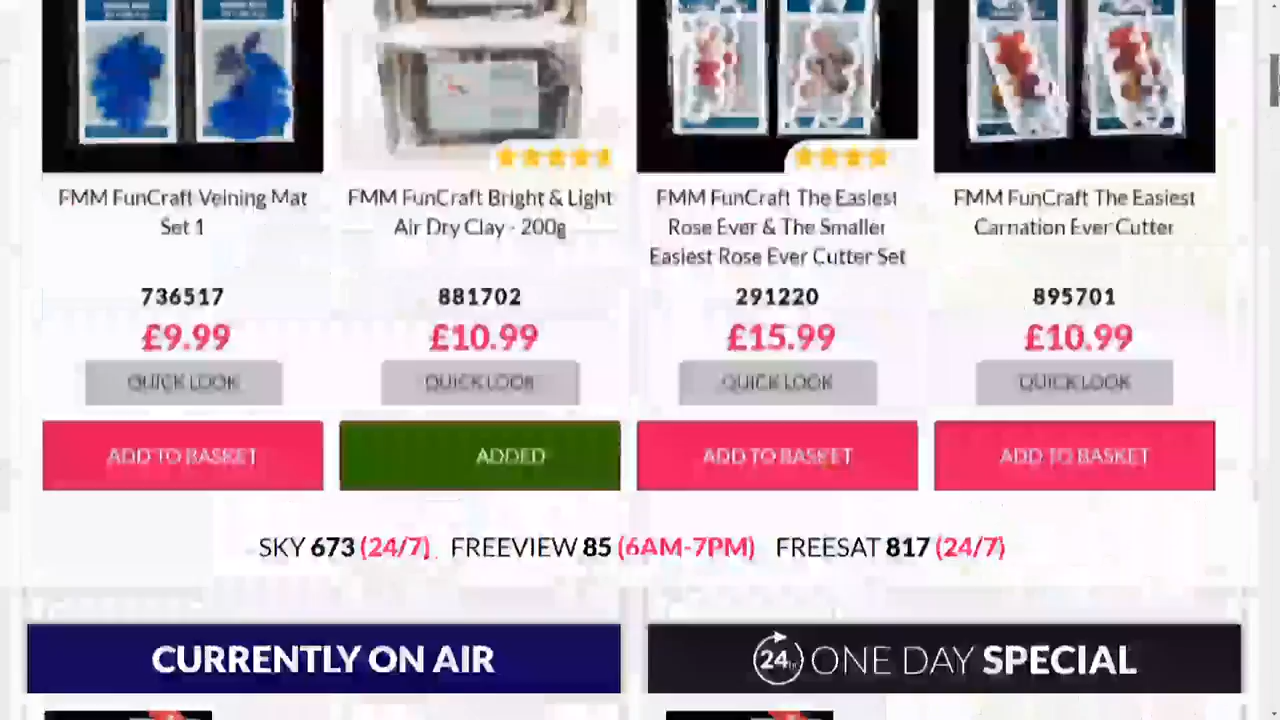 FMM FunCraft Veining Mat
Set 1
736517
£9.99
QUICK LOOK
ADD TO BASKET
FMM FunCraft Bright & Light
Air Dry Clay - 200g
881702
£10.99
QUICK LOOK
ADDED
FMM FunCraft The Easiest
Rose Ever & The Smaller
Easiest Rose Ever Cutter Set
291220
£15.99
QUICK LOOK
ADD TO BASKET
FMM FunCraft The Easiest
Carnation Ever Cutter
895701
£10.99
QUICK LOOK
ADD TO BASKET
SKY 673 (24/7) FREEVIEW 85 (6AM-7PM) FREESAT 817 (24/7)
CURRENTLY ON AIR
24hr ONE DAY SPECIAL